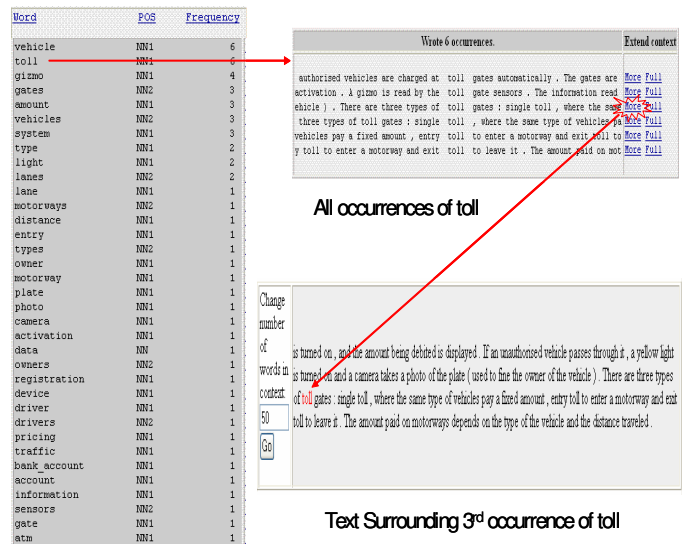 Word POS Frequency
vehicle NN1 6
toll NN1 6
gizmo NN1 4
gates NN2 3
amount NN1 3
vehicles NN2 3
system NN1 3
type NN1 2
light NN1 2
lanes NN2 2
lane NN1 1
motorways NN2 1
distance NN1 1
entry NN1 1
types NN2 1
owner NN1 1
motorway NN1 1
plate NN1 1
photo NN1 1
camera NN1 1
activation NN1 1
data NN 1
owners NN2 1
registration NN1 1
device NN1 1
driver NN1 1
drivers NN2 1
pricing NN1 1
traffic NN1 1
bank_account NN1 1
account NN1 1
information NN1 1
sensors NN2 1
gate NN1 1
atm NN1 1
Wrote 6 occurrences. Extend context
authorised vehicles are charged at toll gates automatically . The gates are More Full
activation . A gizmo is read by the toll gate sensors . The information read More Full
ehicle ) . There are three types of toll gates : single toll , where the same More Full
three types of toll gates : single toll , where the same type of vehicles pa More Full
vehicles pay a fixed amount , entry toll to enter a motorway and exit toll to More Full
y toll to enter a motorway and exit toll to leave it . The amount paid on mot More Full
All occurrences of toll
Change
number
of
words in
context
50
Go
is turned on , and the amount being debited is displayed . If an unauthorised vehicle passes through it , a yellow light
is turned on and a camera takes a photo of the plate ( used to fine the owner of the vehicle ) . There are three types
of toll gates : single toll , where the same type of vehicles pay a fixed amount , entry toll to enter a motorway and exit
toll to leave it . The amount paid on motorways depends on the type of the vehicle and the distance traveled .
Text Surrounding 3rd occurrence of toll